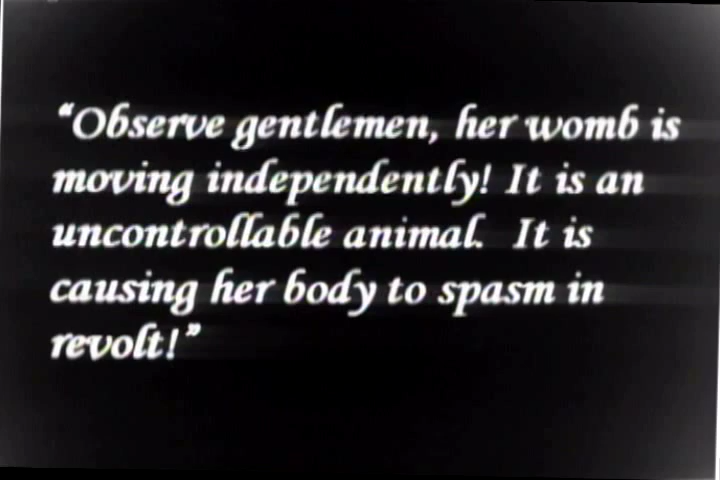 “Observe gentlemen, her womb is
moving independently! It is an
uncontrollable animal. It is
causing her body to spasm in
revolt!”